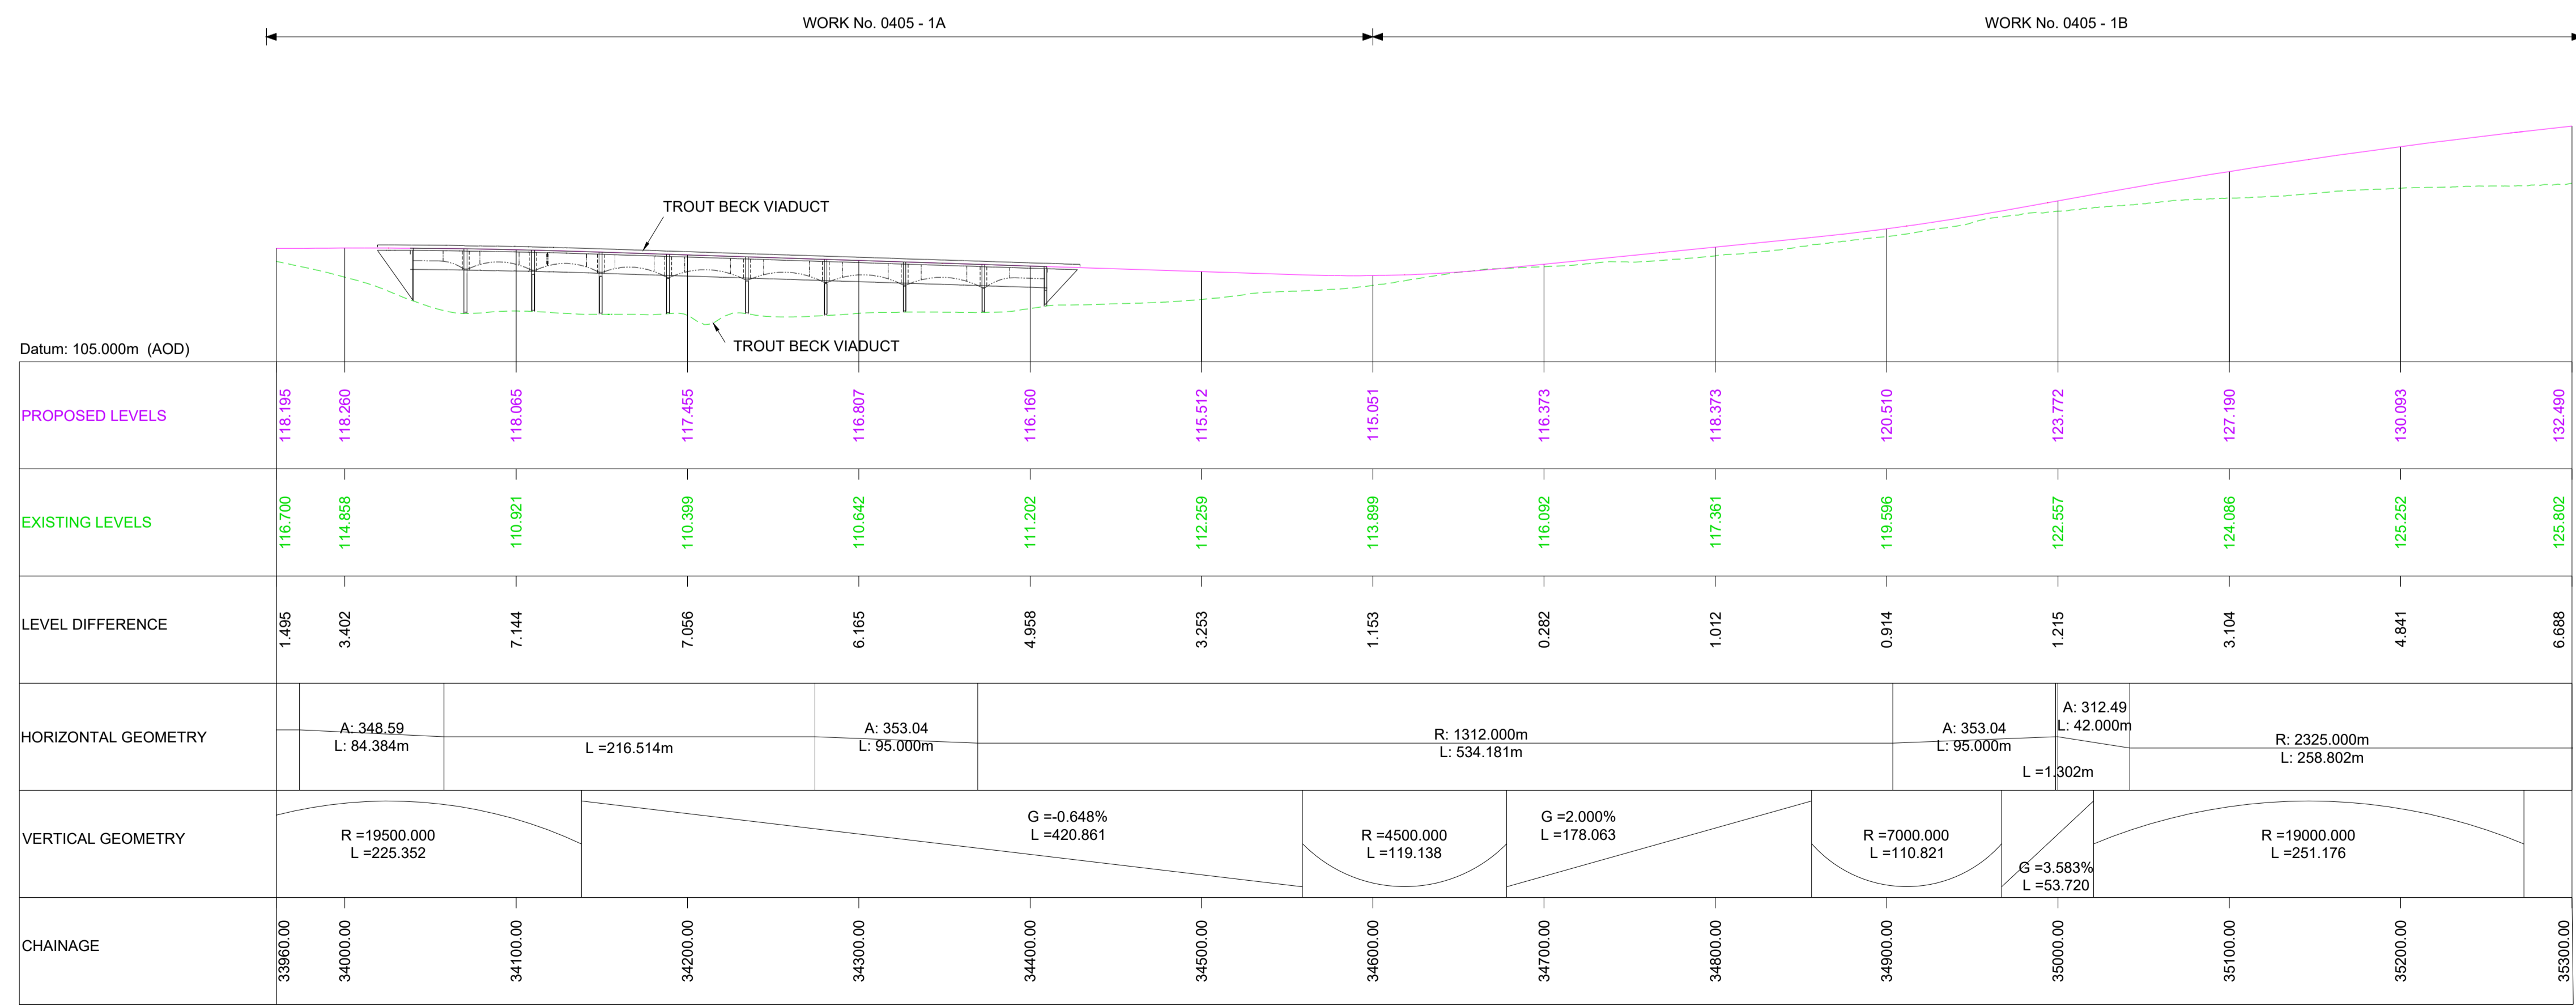 WORK No. 0405 - 1A
WORK No. 0405 - 1B
TROUT BECK VIADUCT
TROUT BECK VIADUCT
Datum: 105.000m (AOD)
PROPOSED LEVELS
118.195
118.260
118.065
117.455
116.807
116.160
115.512
115.051
116.373
118.373
120.510
123.772
127.190
130.093
132.490
EXISTING LEVELS
116.700
114.858
110.921
110.399
110.642
111.202
112.259
113.899
116.092
117.361
119.596
122.557
124.086
125.252
125.802
LEVEL DIFFERENCE
1.495
3.402
7.144
7.056
6.165
4.958
3.253
1.153
0.282
1.012
0.914
1.215
3.104
4.841
6.688
HORIZONTAL GEOMETRY
A: 348.59
L: 84.384m
L =216.514m
A: 353.04
L: 95.000m
R: 1312.000m
L: 534.181m
A: 353.04
L: 95.000m
L =1.302m
A: 312.49
L: 42.000m
R: 2325.000m
L: 258.802m
VERTICAL GEOMETRY
R =19500.000
L =225.352
G =-0.648%
L =420.861
R =4500.000
L =119.138
G =2.000%
L =178.063
R =7000.000
L =110.821
G =3.583%
L =53.720
R =19000.000
L =251.176
CHAINAGE
33960.00
34000.00
34100.00
34200.00
34300.00
34400.00
34500.00
34600.00
34700.00
34800.00
34900.00
35000.00
35100.00
35200.00
35300.00